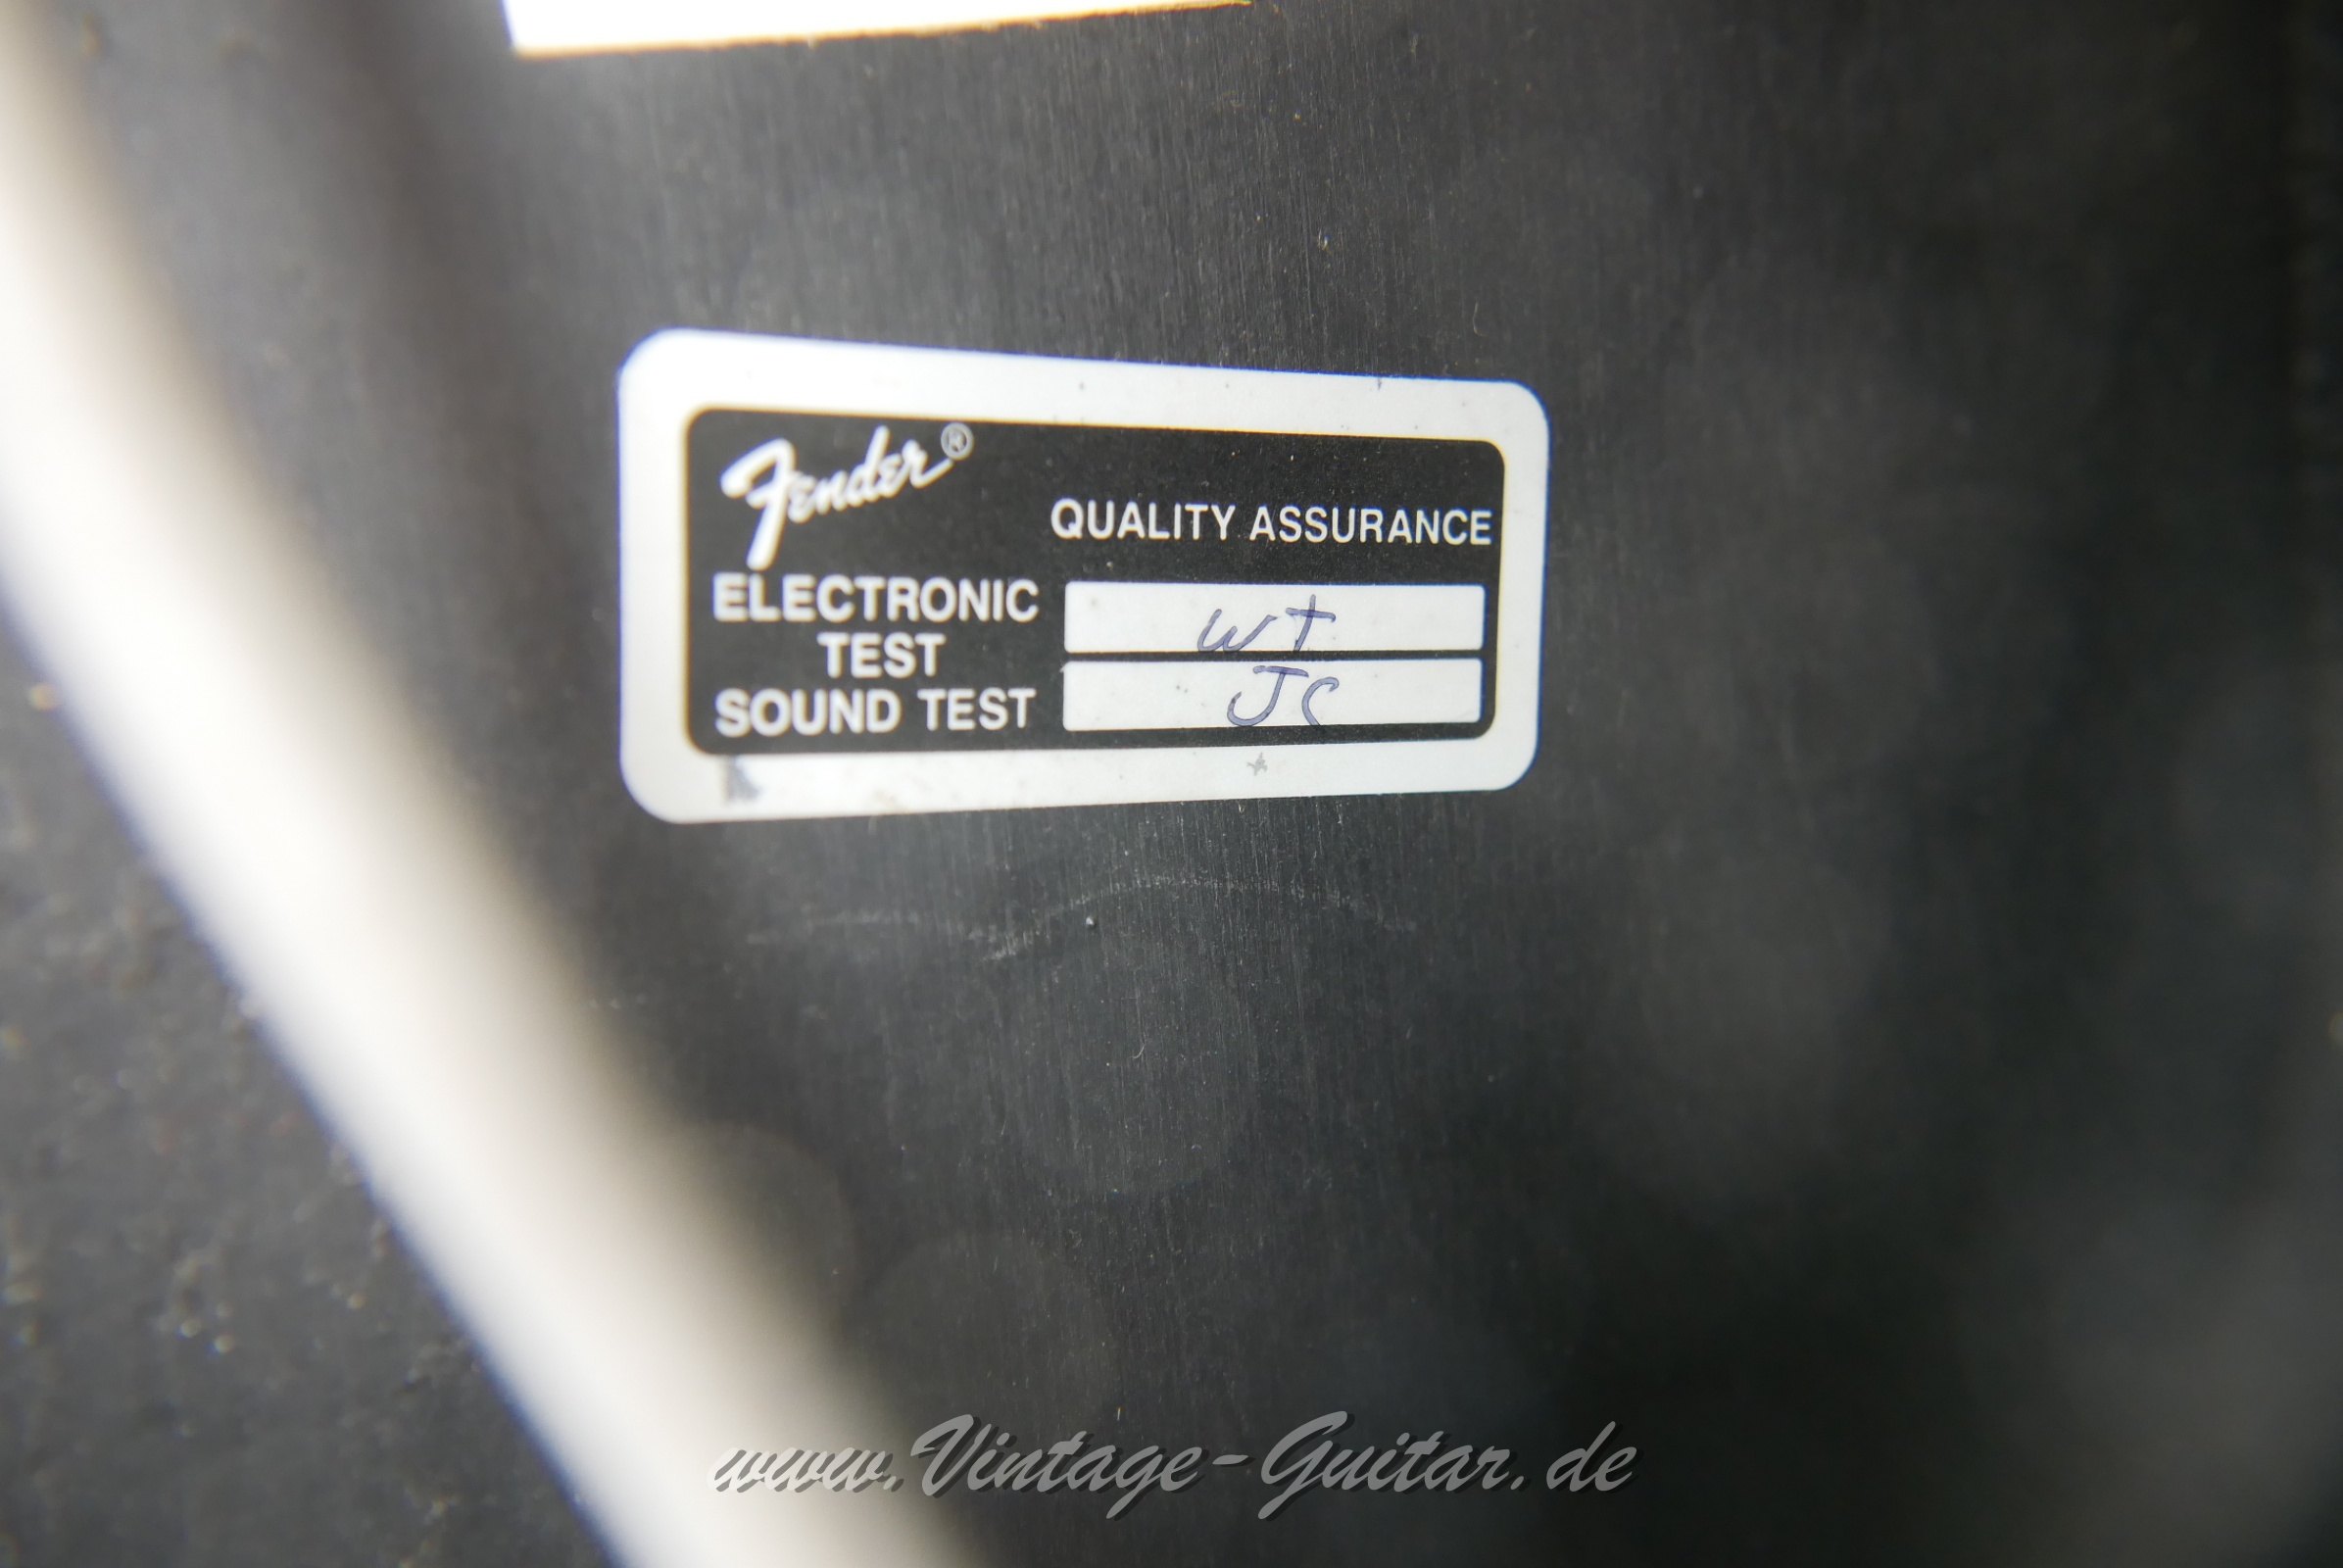 Fender®
QUALITY ASSURANCE
ELECTRONIC
TEST
WT
SOUND TEST
JC
www.Vintage-Guitar.de